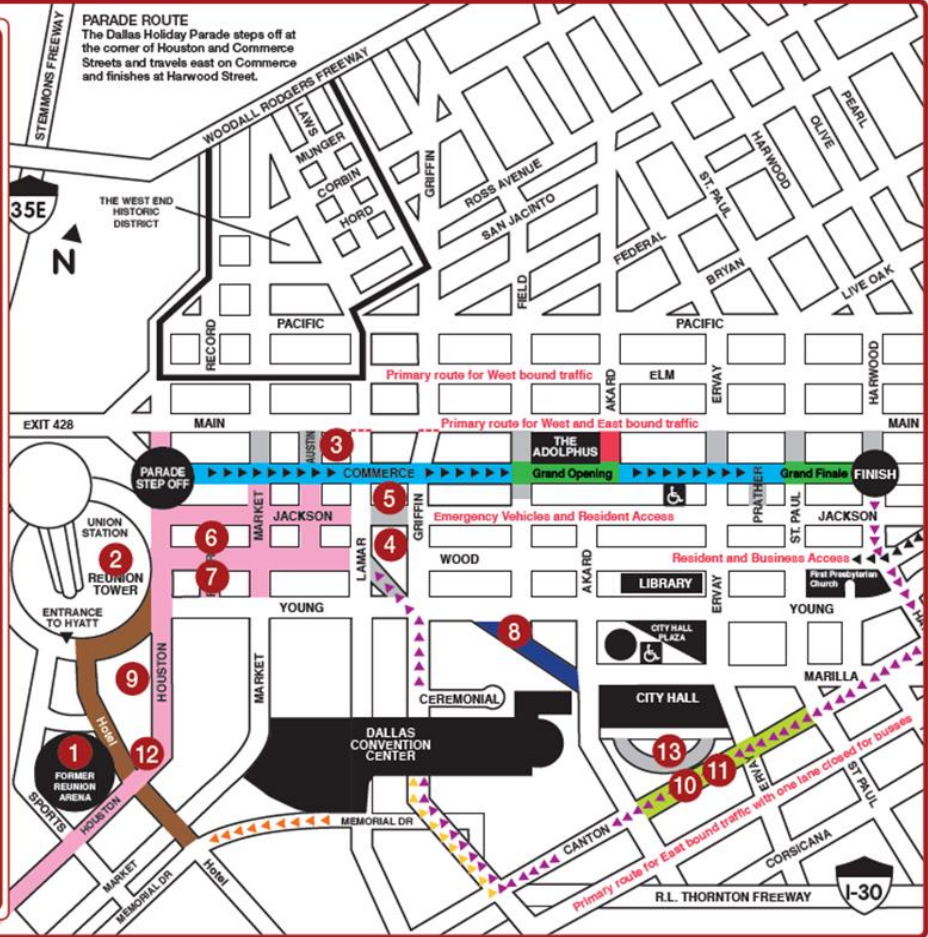 PARADE ROUTE
The Dallas Holiday Parade steps off at
the corner of Houston and Commerce
Streets and travels east on Commerce
and finishes at Harwood Street.
STEMMONS FREEWAY
WOODALL RODGERS FREEWAY
LAWS
MUNGER
CORBIN
HORD
GRIFFIN
ROSS AVENUE
SAN JACINTO
PEARL
OLIVE
HARWOOD
ST. PAUL
THE WEST END
HISTORIC
DISTRICT
35E
N
FEDERAL
BRYAN
LIVE OAK
FIELD
RECORD
PACIFIC
PACIFIC
Primary route for West bound traffic
ELM
AKARD
ERVAY
HARWOOD
EXIT 428
MAIN
Primary route for West and East bound traffic
MAIN
AUSTIN
3
THE
ADOLPHUS
PARADE
STEP OFF
COMMERCE
Grand Opening
Grand Finale
FINISH
5
MARKET
JACKSON
GRIFFIN
Emergency Vehicles and Resident Access
PRATHER
ST. PAUL
JACKSON
UNION
STATION
2
REUNION
TOWER
6
7
4
LAMAR
WOOD
AKARD
Resident and Business Access
LIBRARY
ERVAY
First Presbyterian
Church
ENTRANCE
TO HYATT
YOUNG
YOUNG
8
CITY HALL
PLAZA
HOUSTON
MARKET
9
MARILLA
CEREMONIAL
CITY HALL
Hotel
DALLAS
CONVENTION
CENTER
1
FORMER
REUNION
ARENA
12
13
10
11
ST PAUL
SPORTS
HOUSTON
MEMORIAL DR
CANTON
Primary route for East bound traffic with one lane closed for busses
CORSICANA
MARKET
MEMORIAL DR
Hotel
R.L. THORNTON FREEWAY
I-30